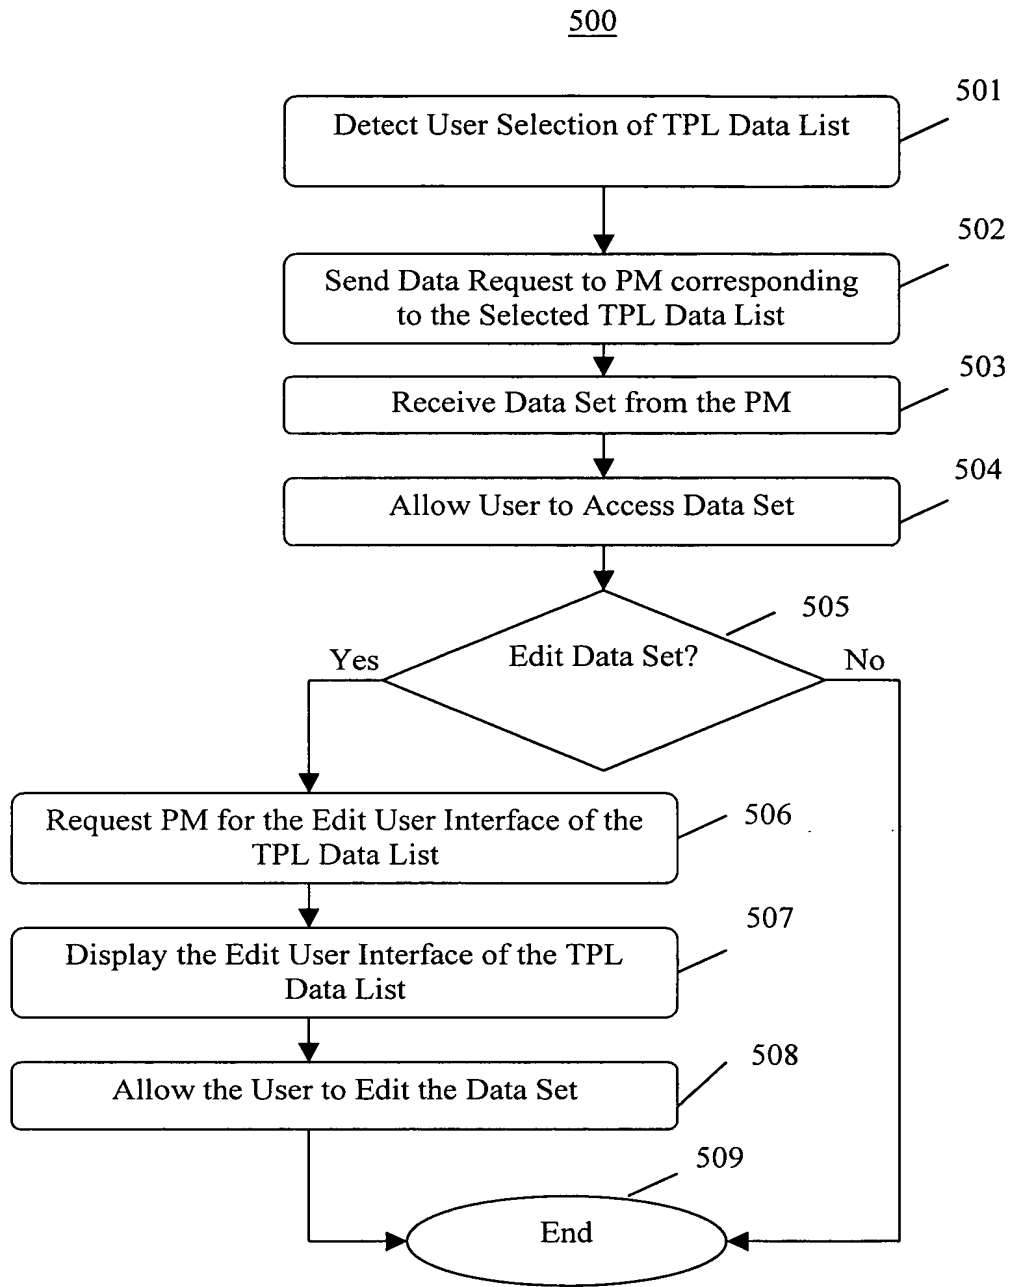 500
501
Detect User Selection of TPL Data List
502
Send Data Request to PM corresponding
to the Selected TPL Data List
503
Receive Data Set from the PM
504
Allow User to Access Data Set
505
Edit Data Set?
Yes
No
Request PM for the Edit User Interface of the
TPL Data List
506
507
Display the Edit User Interface of the TPL
Data List
508
Allow the User to Edit the Data Set
509
End